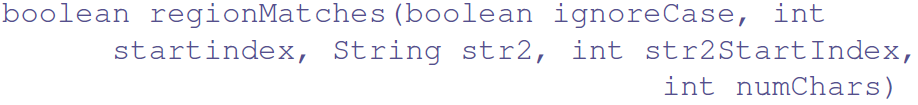 boolean regionMatches(boolean ignoreCase, int
startindex, String str2, int str2StartIndex,
int numChars)